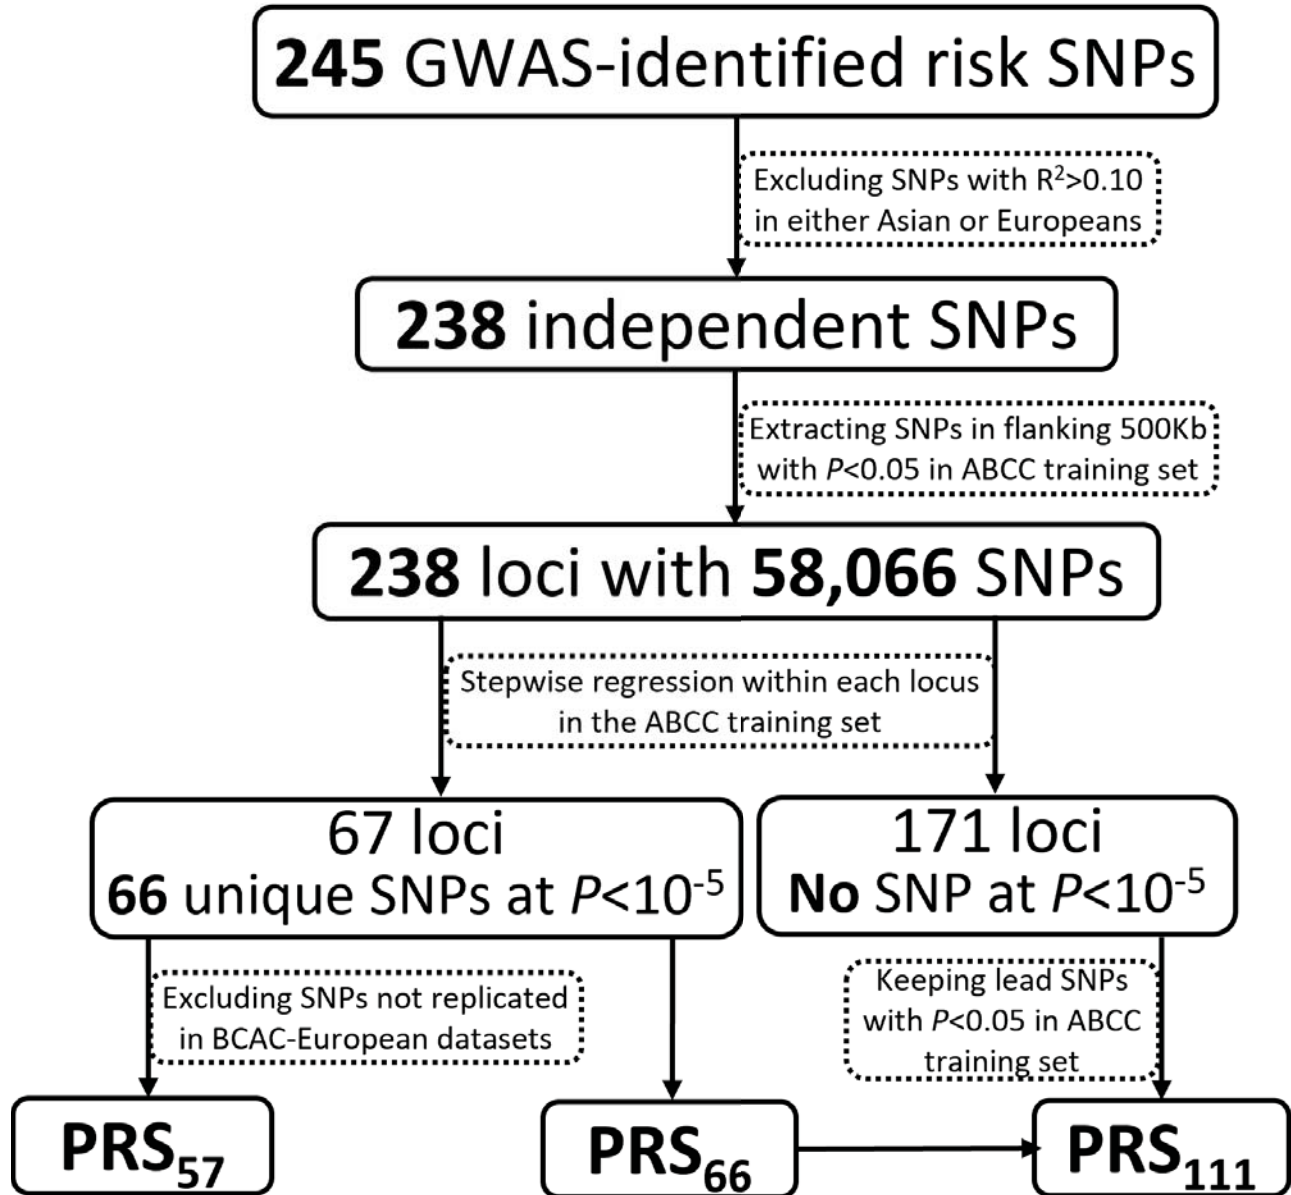 245 GWAS-identified risk SNPs
Excluding SNPs with R²>0.10
in either Asian or Europeans
238 independent SNPs
Extracting SNPs in flanking 500Kb
with P<0.05 in ABCC training set
238 loci with 58,066 SNPs
Stepwise regression within each locus
in the ABCC training set
67 loci
66 unique SNPs at P<10⁻⁵
171 loci
No SNP at P<10⁻⁵
Excluding SNPs not replicated
in BCAC-European datasets
Keeping lead SNPs
with P<0.05 in ABCC
training set
PRS₅₇
PRS₆₆
PRS₁₁₁